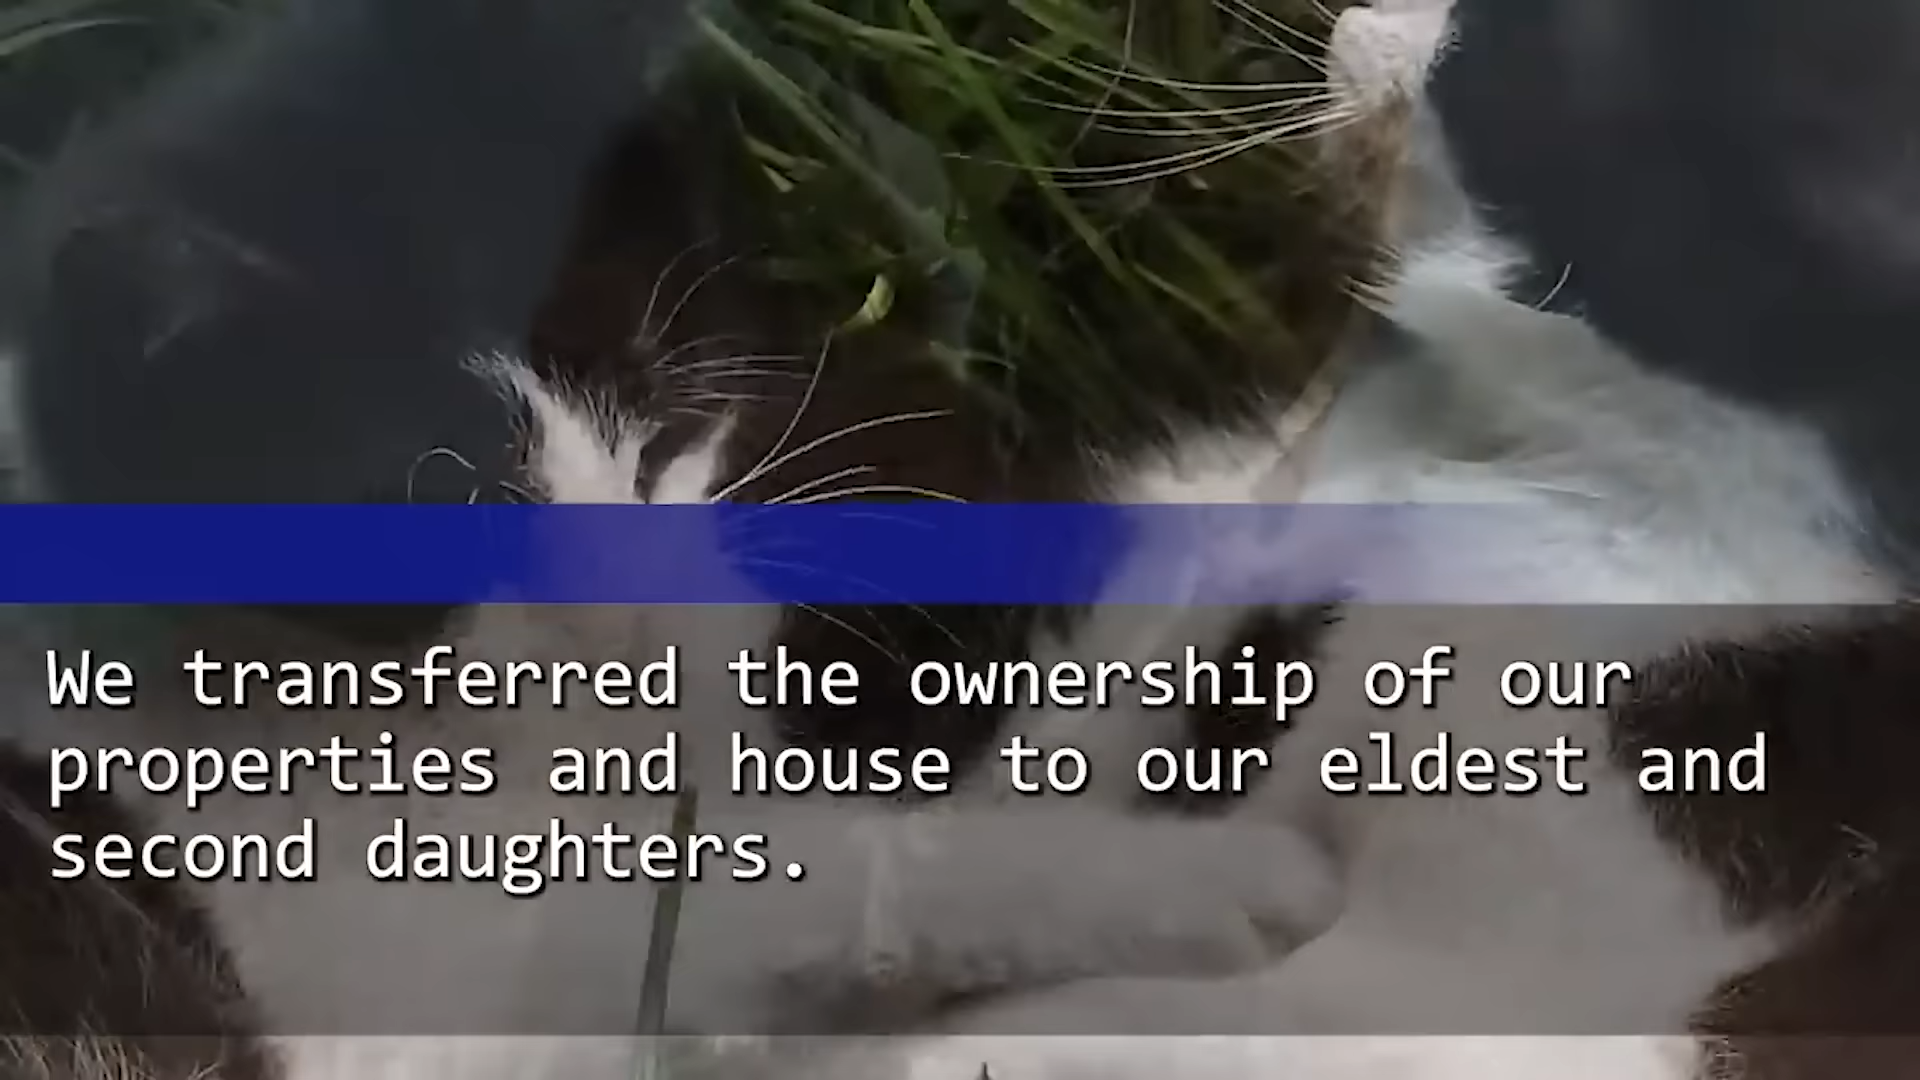 We transferred the ownership of our
properties and house to our eldest and
second daughters.